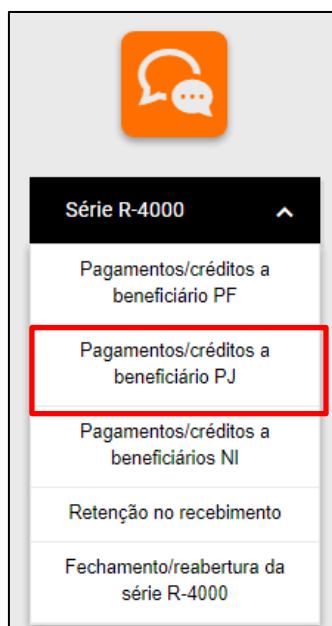 Série R-4000
Pagamentos/créditos a
beneficiário PF
Pagamentos/créditos a
beneficiário PJ
Pagamentos/créditos a
beneficiários NI
Retenção no recebimento
Fechamento/reabertura da
série R-4000